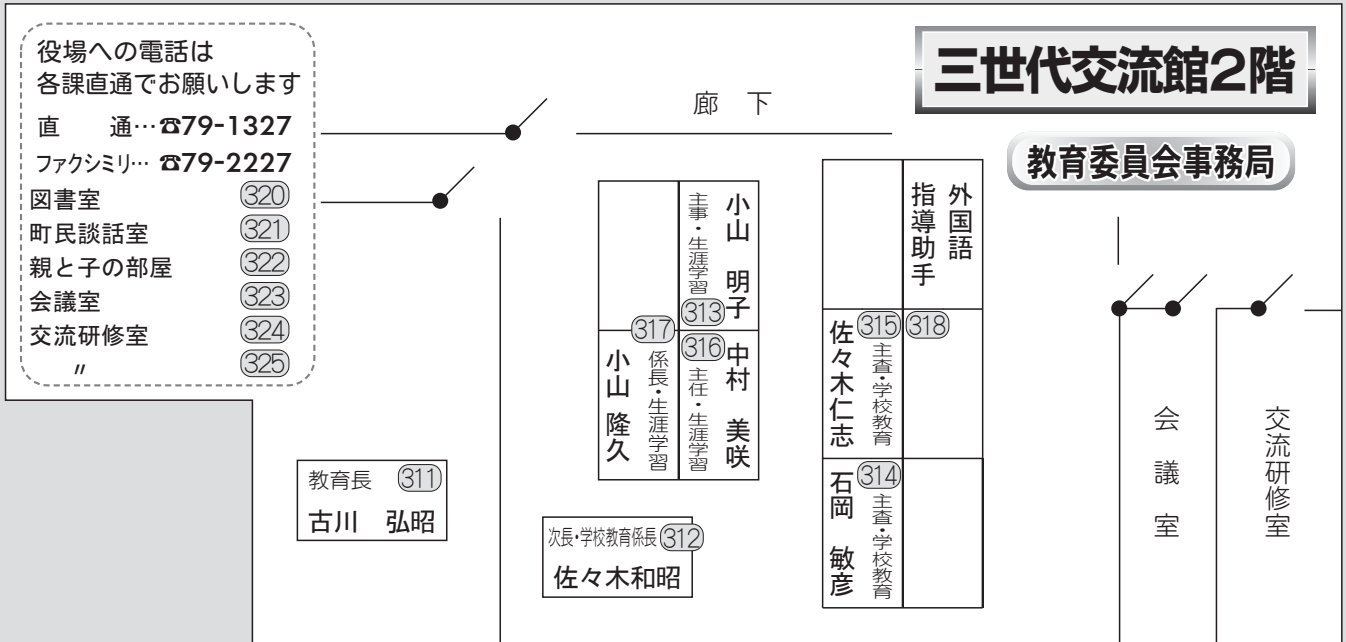 役場への電話は
各課直通でお願いします
直　　通…☎79-1327
ファクシミリ…☎79-2227
図書室 320
町民談話室 321
親と子の部屋 322
会議室 323
交流研修室 324
〃 325
三世代交流館2階
教育委員会事務局
廊　下
小山　明子
主事・生涯学習
313
317
係長・生涯学習
小山　隆久
316
中村　美咲
主任・生涯学習
外国語
指導助手
318
315
佐々木仁志
主査・学校教育
314
石岡　敏彦
主査・学校教育
教育長 311
古川　弘昭
次長・学校教育係長 312
佐々木和昭
会議室
交流研修室